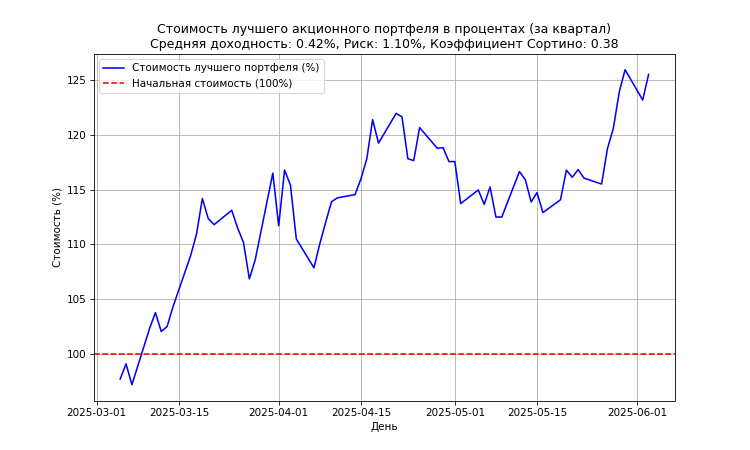 Стоимость лучшего акционного портфеля в процентах (за квартал)
Средняя доходность: 0.42%, Риск: 1.10%, Коэффициент Сортино: 0.38
Стоимость лучшего портфеля (%)
Начальная стоимость (100%)
Стоимость (%)
125
120
115
110
105
100
2025-03-01 2025-03-15 2025-04-01 2025-04-15 2025-05-01 2025-05-15 2025-06-01
День